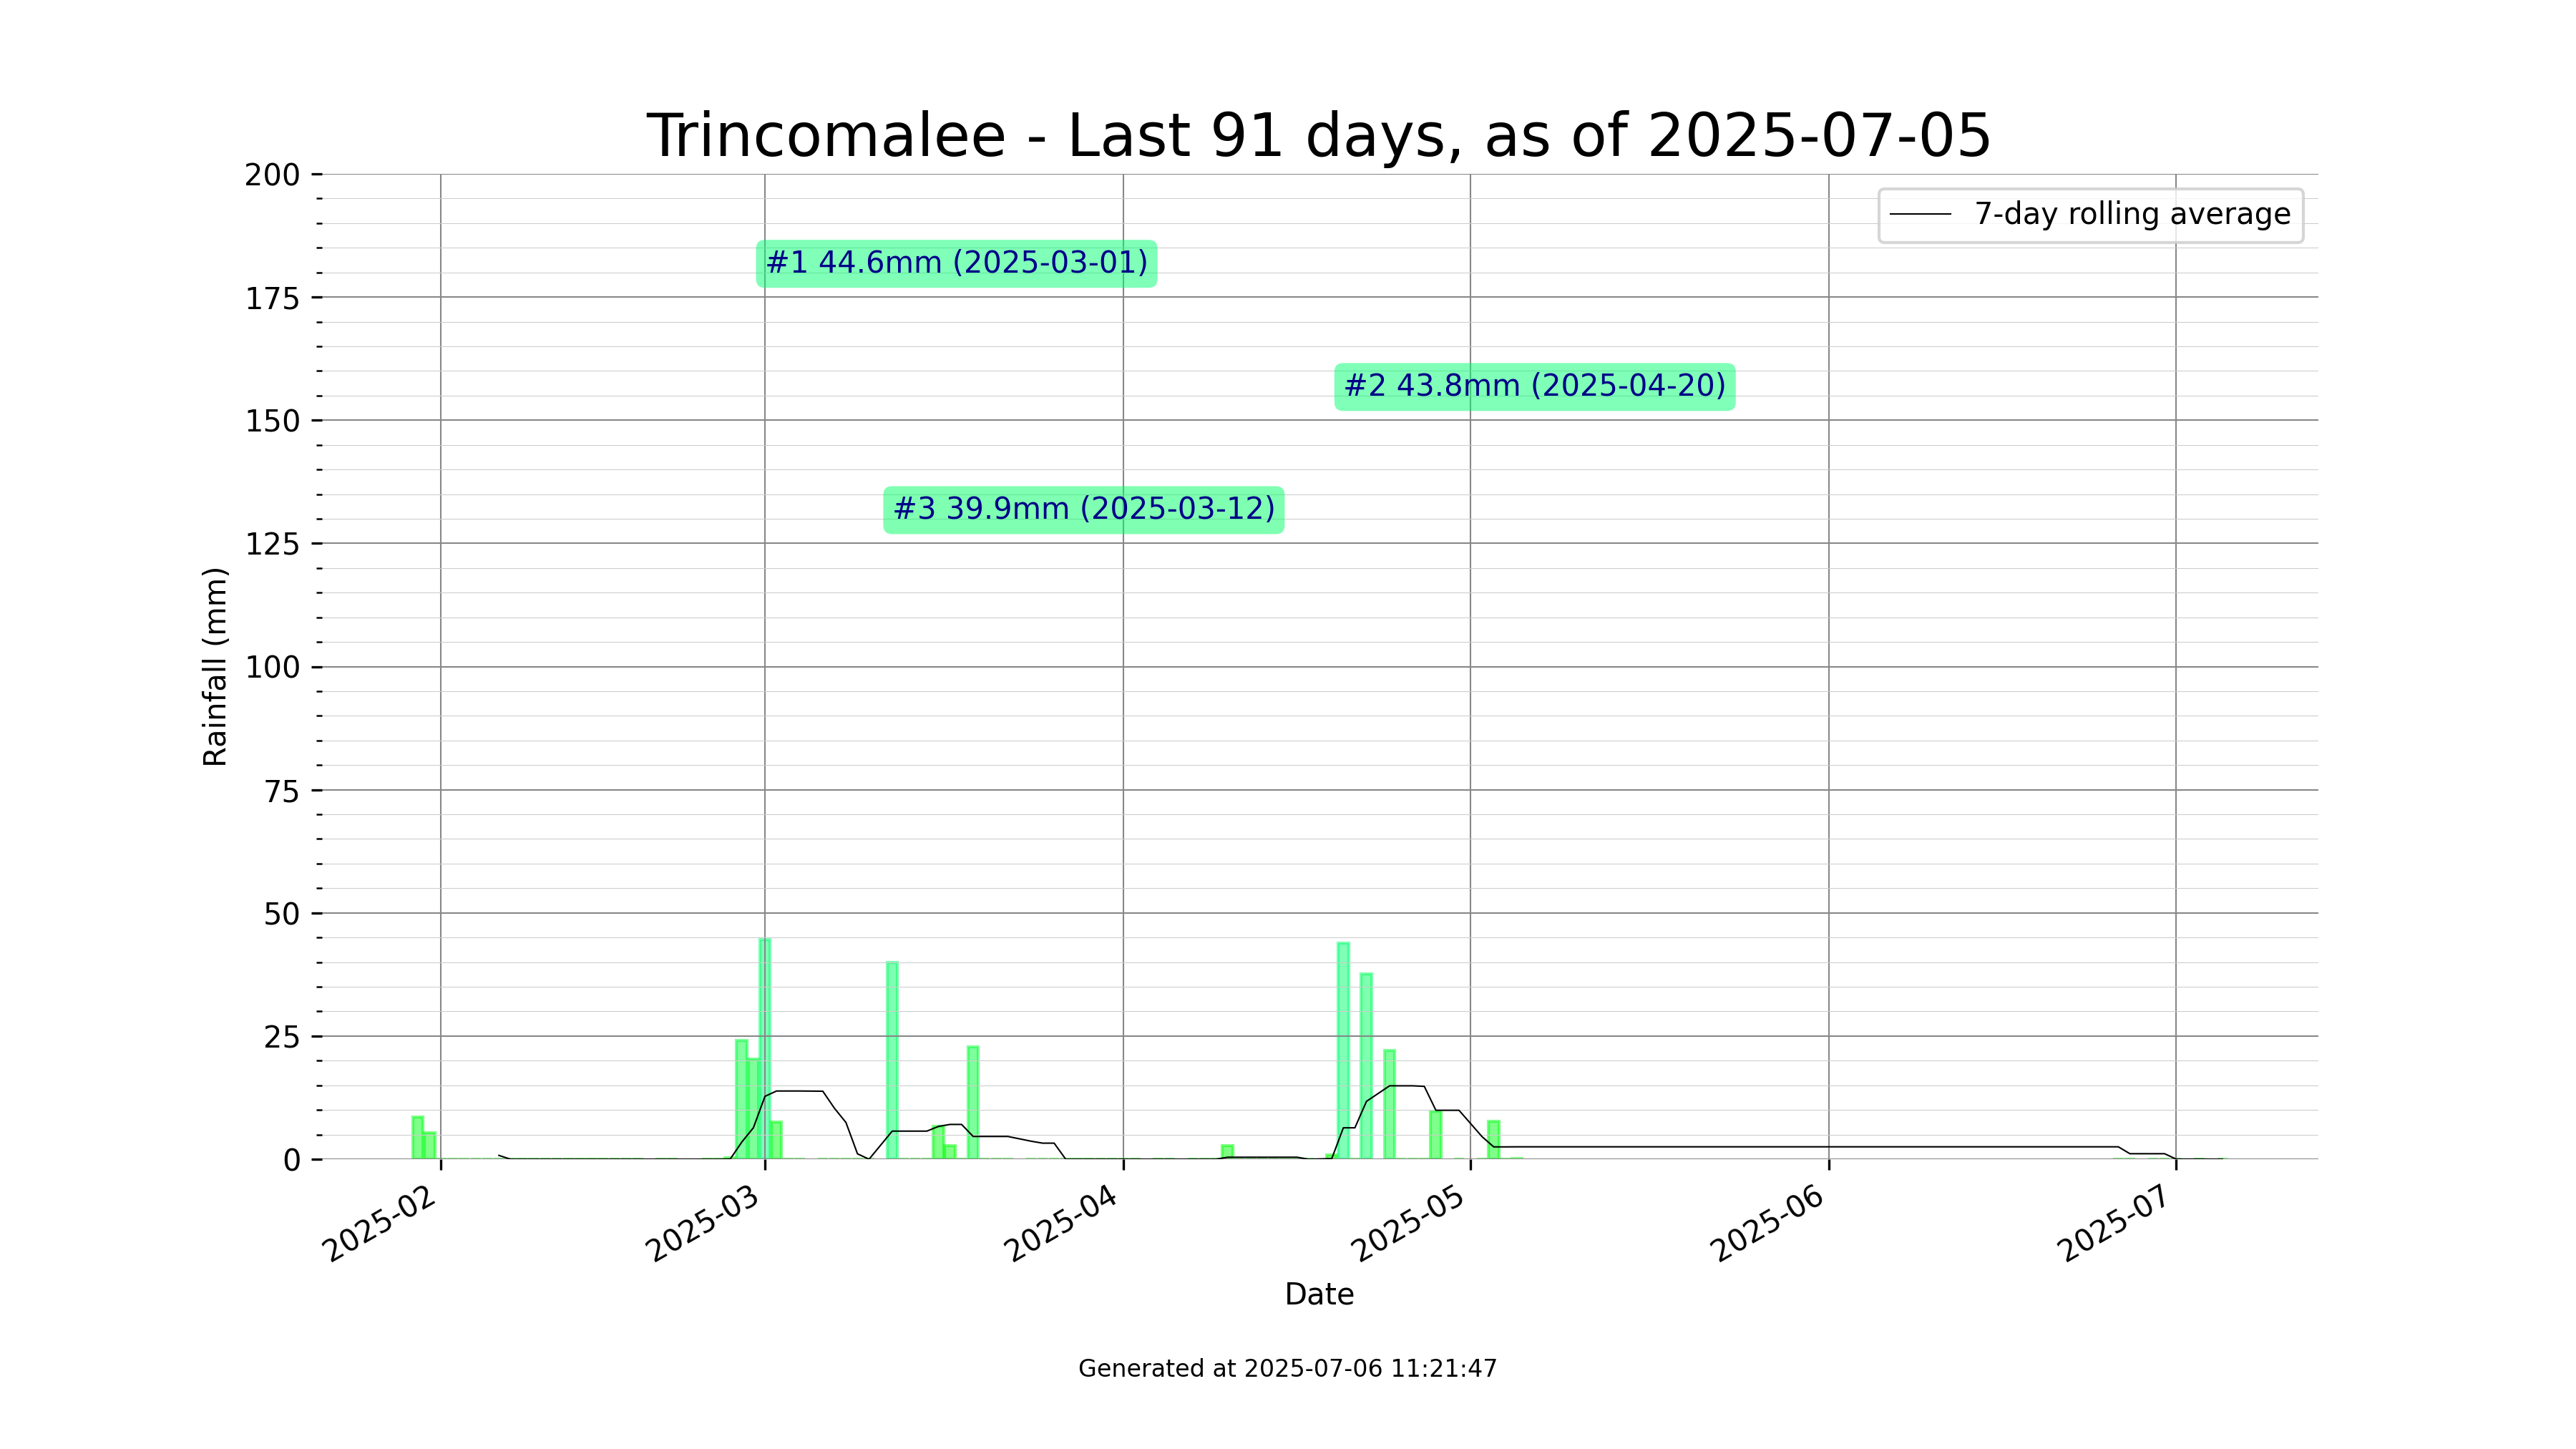 Trincomalee - Last 91 days, as of 2025-07-05
7-day rolling average
#1 44.6mm (2025-03-01)
#2 43.8mm (2025-04-20)
#3 39.9mm (2025-03-12)
Rainfall (mm)
200
175
150
125
100
75
50
25
0
2025-02
2025-03
2025-04
2025-05
2025-06
2025-07
Date
Generated at 2025-07-06 11:21:47